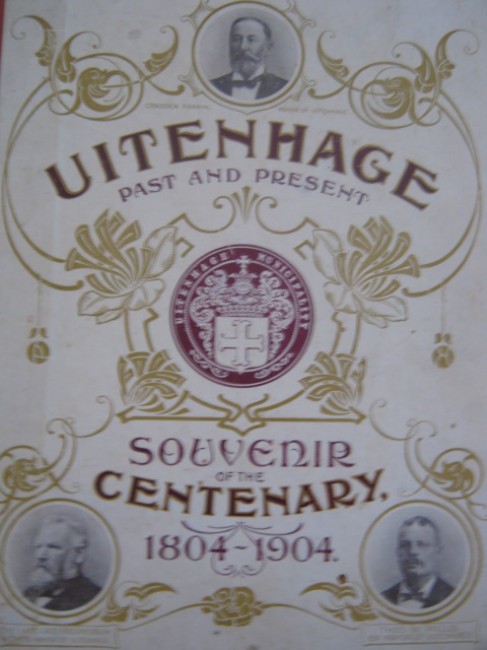 UITENHAGE
PAST AND PRESENT
UITENHAGE MUNICIPALITY
SOUVENIR
OF THE
CENTENARY,
1804-1904.